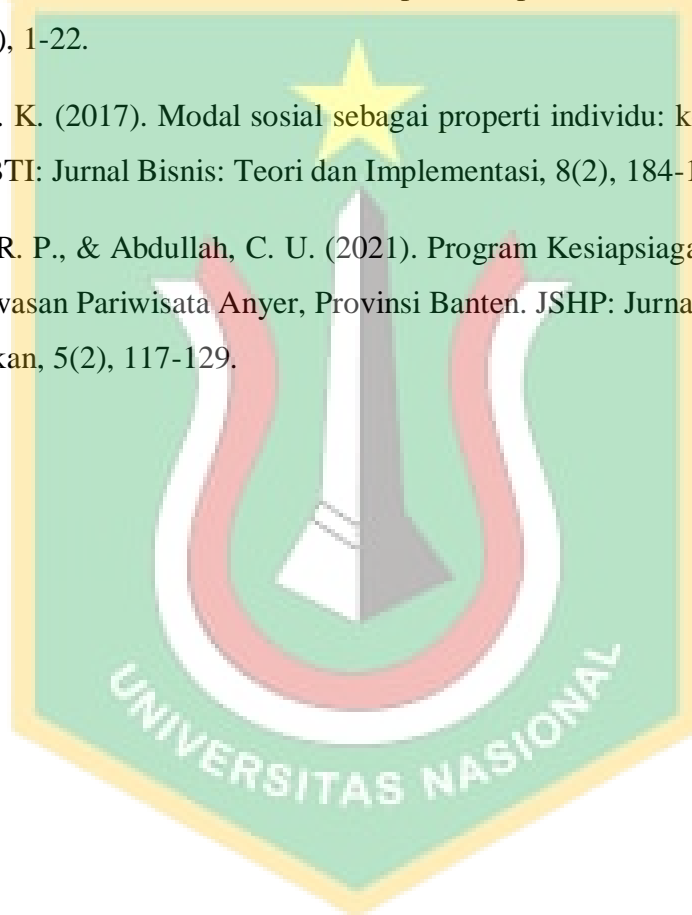 ), 1-22.
. K. (2017). Modal sosial sebagai properti individu:
TI: Jurnal Bisnis: Teori dan Implementasi, 8(2), 184-1
R. P., & Abdullah, C. U. (2021). Program Kesiapsiaga
wasan Pariwisata Anyer, Provinsi Banten. JSHP: Jurna
kan, 5(2), 117-129.
UNIVERSITAS NASIONAL